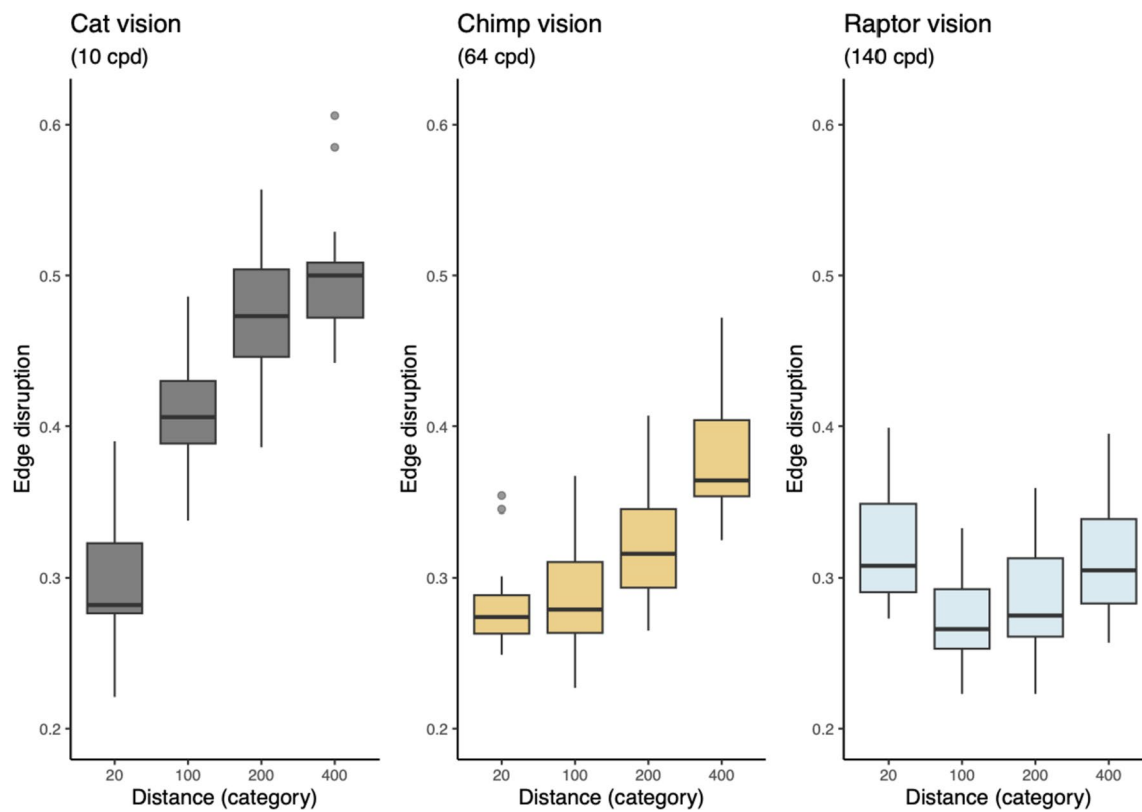 Cat vision
(10 cpd)
0.6
0.5
0.4
0.3
0.2
Edge disruption
20 100 200 400
Distance (category)
Chimp vision
(64 cpd)
0.6
0.5
0.4
0.3
0.2
Edge disruption
20 100 200 400
Distance (category)
Raptor vision
(140 cpd)
0.6
0.5
0.4
0.3
0.2
Edge disruption
20 100 200 400
Distance (category)